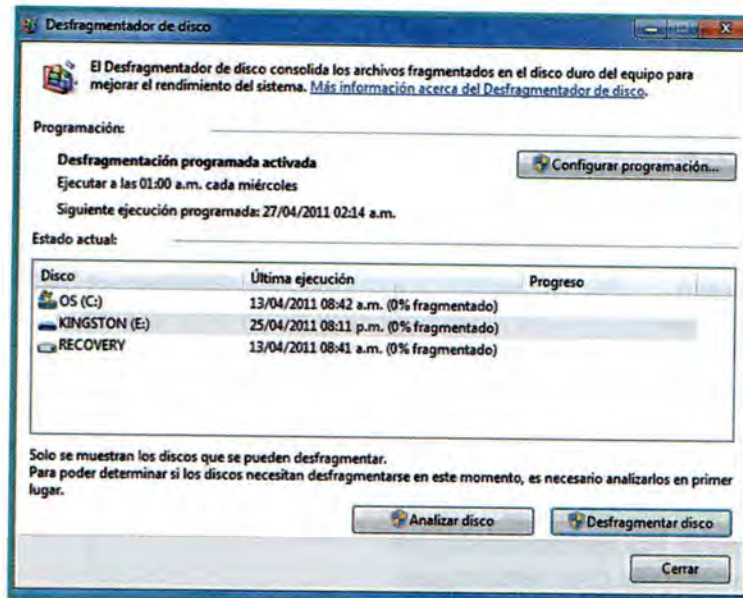 Desfragmentador de disco
El Desfragmentador de disco consolida los archivos fragmentados en el disco duro del equipo para
mejorar el rendimiento del sistema. Más información acerca del Desfragmentador de disco.
Programación:
Desfragmentación programada activada
Configurar programación...
Ejecutar a las 01:00 a.m. cada miércoles
Siguiente ejecución programada: 27/04/2011 02:14 a.m.
Estado actual:
Disco Última ejecución Progreso
OS (C:) 13/04/2011 08:42 a.m. (0% fragmentado)
KINGSTON (E:) 25/04/2011 08:11 p.m. (0% fragmentado)
RECOVERY 13/04/2011 08:41 a.m. (0% fragmentado)
Solo se muestran los discos que se pueden desfragmentar.
Para poder determinar si los discos necesitan desfragmentarse en este momento, es necesario analizarlos en primer
lugar.
Analizar disco Desfragmentar disco
Cerrar